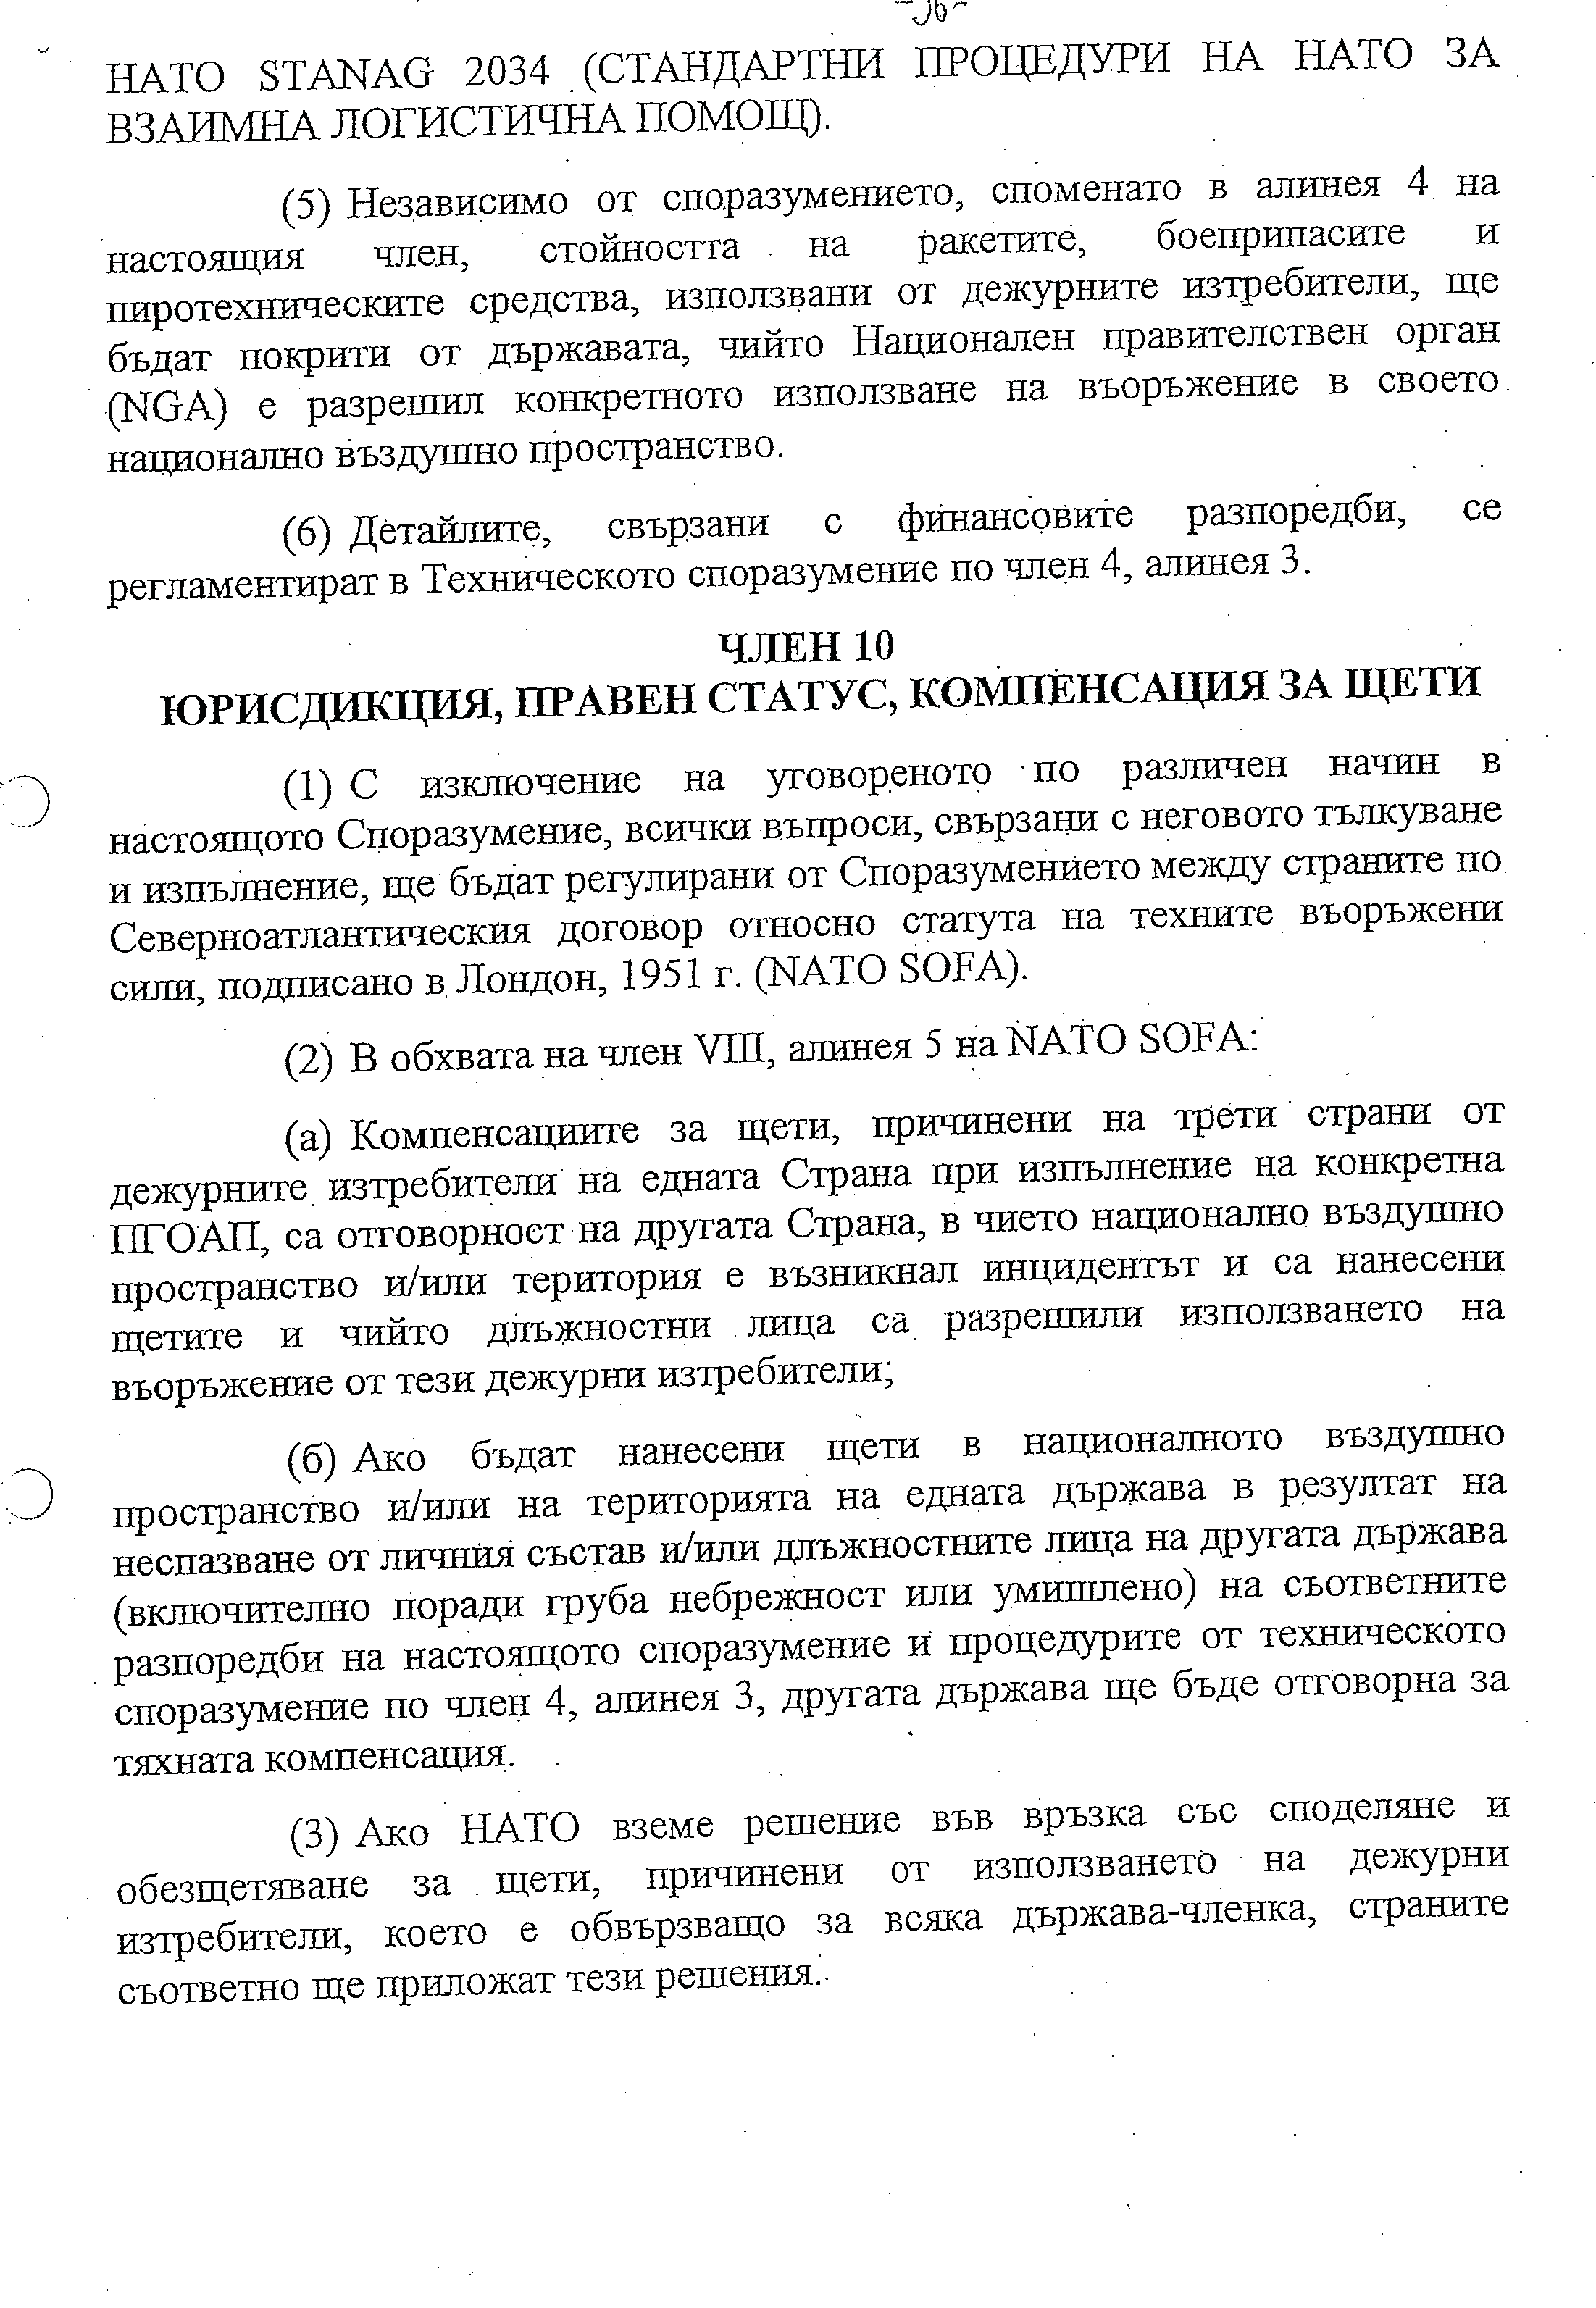 НАТО STANAG 2034 (СТАНДАРТНИ ПРОЦЕДУРИ НА НАТО ЗА
ВЗАИМНА ЛОГИСТИЧНА ПОМОЩ).
(5) Независимо от споразумението, споменато в алинея 4 на
настоящия член, стойността на ракетите, боеприпасите и
пиротехническите средства, използвани от дежурните изтребители, ще
бъдат покрити от държавата, чийто Национален правителствен орган
(NGA) е разрешил конкретното използване на въоръжение в своето
национално въздушно пространство.
(6) Детайлите, свързани с финансовите разпоредби, се
регламентират в Техническото споразумение по член 4, алинея 3.
ЧЛЕН 10
ЮРИСДИКЦИЯ, ПРАВЕН СТАТУС, КОМПЕНСАЦИЯ ЗА ЩЕТИ
(1) С изключение на уговореното по различен начин в
настоящото Споразумение, всички въпроси, свързани с неговото тълкуване
и изпълнение, ще бъдат регулирани от Споразумението между страните по
Северноатлантическия договор относно статута на техните въоръжени
сили, подписано в Лондон, 1951 г. (NATO SOFA).
(2) В обхвата на член VIII, алинея 5 на NATO SOFA:
(а) Компенсациите за щети, причинени на трети страни от
дежурните изтребители на едната Страна при изпълнение на конкретна
ПГОАП, са отговорност на другата Страна, в чието национално въздушно
пространство и/или територия е възникнал инцидентът и са нанесени
щетите и чийто длъжностни лица са разрешили използването на
въоръжение от тези дежурни изтребители;
(б) Ако бъдат нанесени щети в националното въздушно
пространство и/или на територията на едната държава в резултат на
неспазване от личния състав и/или длъжностните лица на другата държава
(включително поради груба небрежност или умишлено) на съответните
разпоредби на настоящото споразумение и процедурите от техническото
споразумение по член 4, алинея 3, другата държава ще бъде отговорна за
тяхната компенсация.
(3) Ако НАТО вземе решение във връзка със споделяне и
обезщетяване за щети, причинени от използването на дежурни
изтребители, което е обвързващо за всяка държава-членка, страните
съответно ще приложат тези решения.